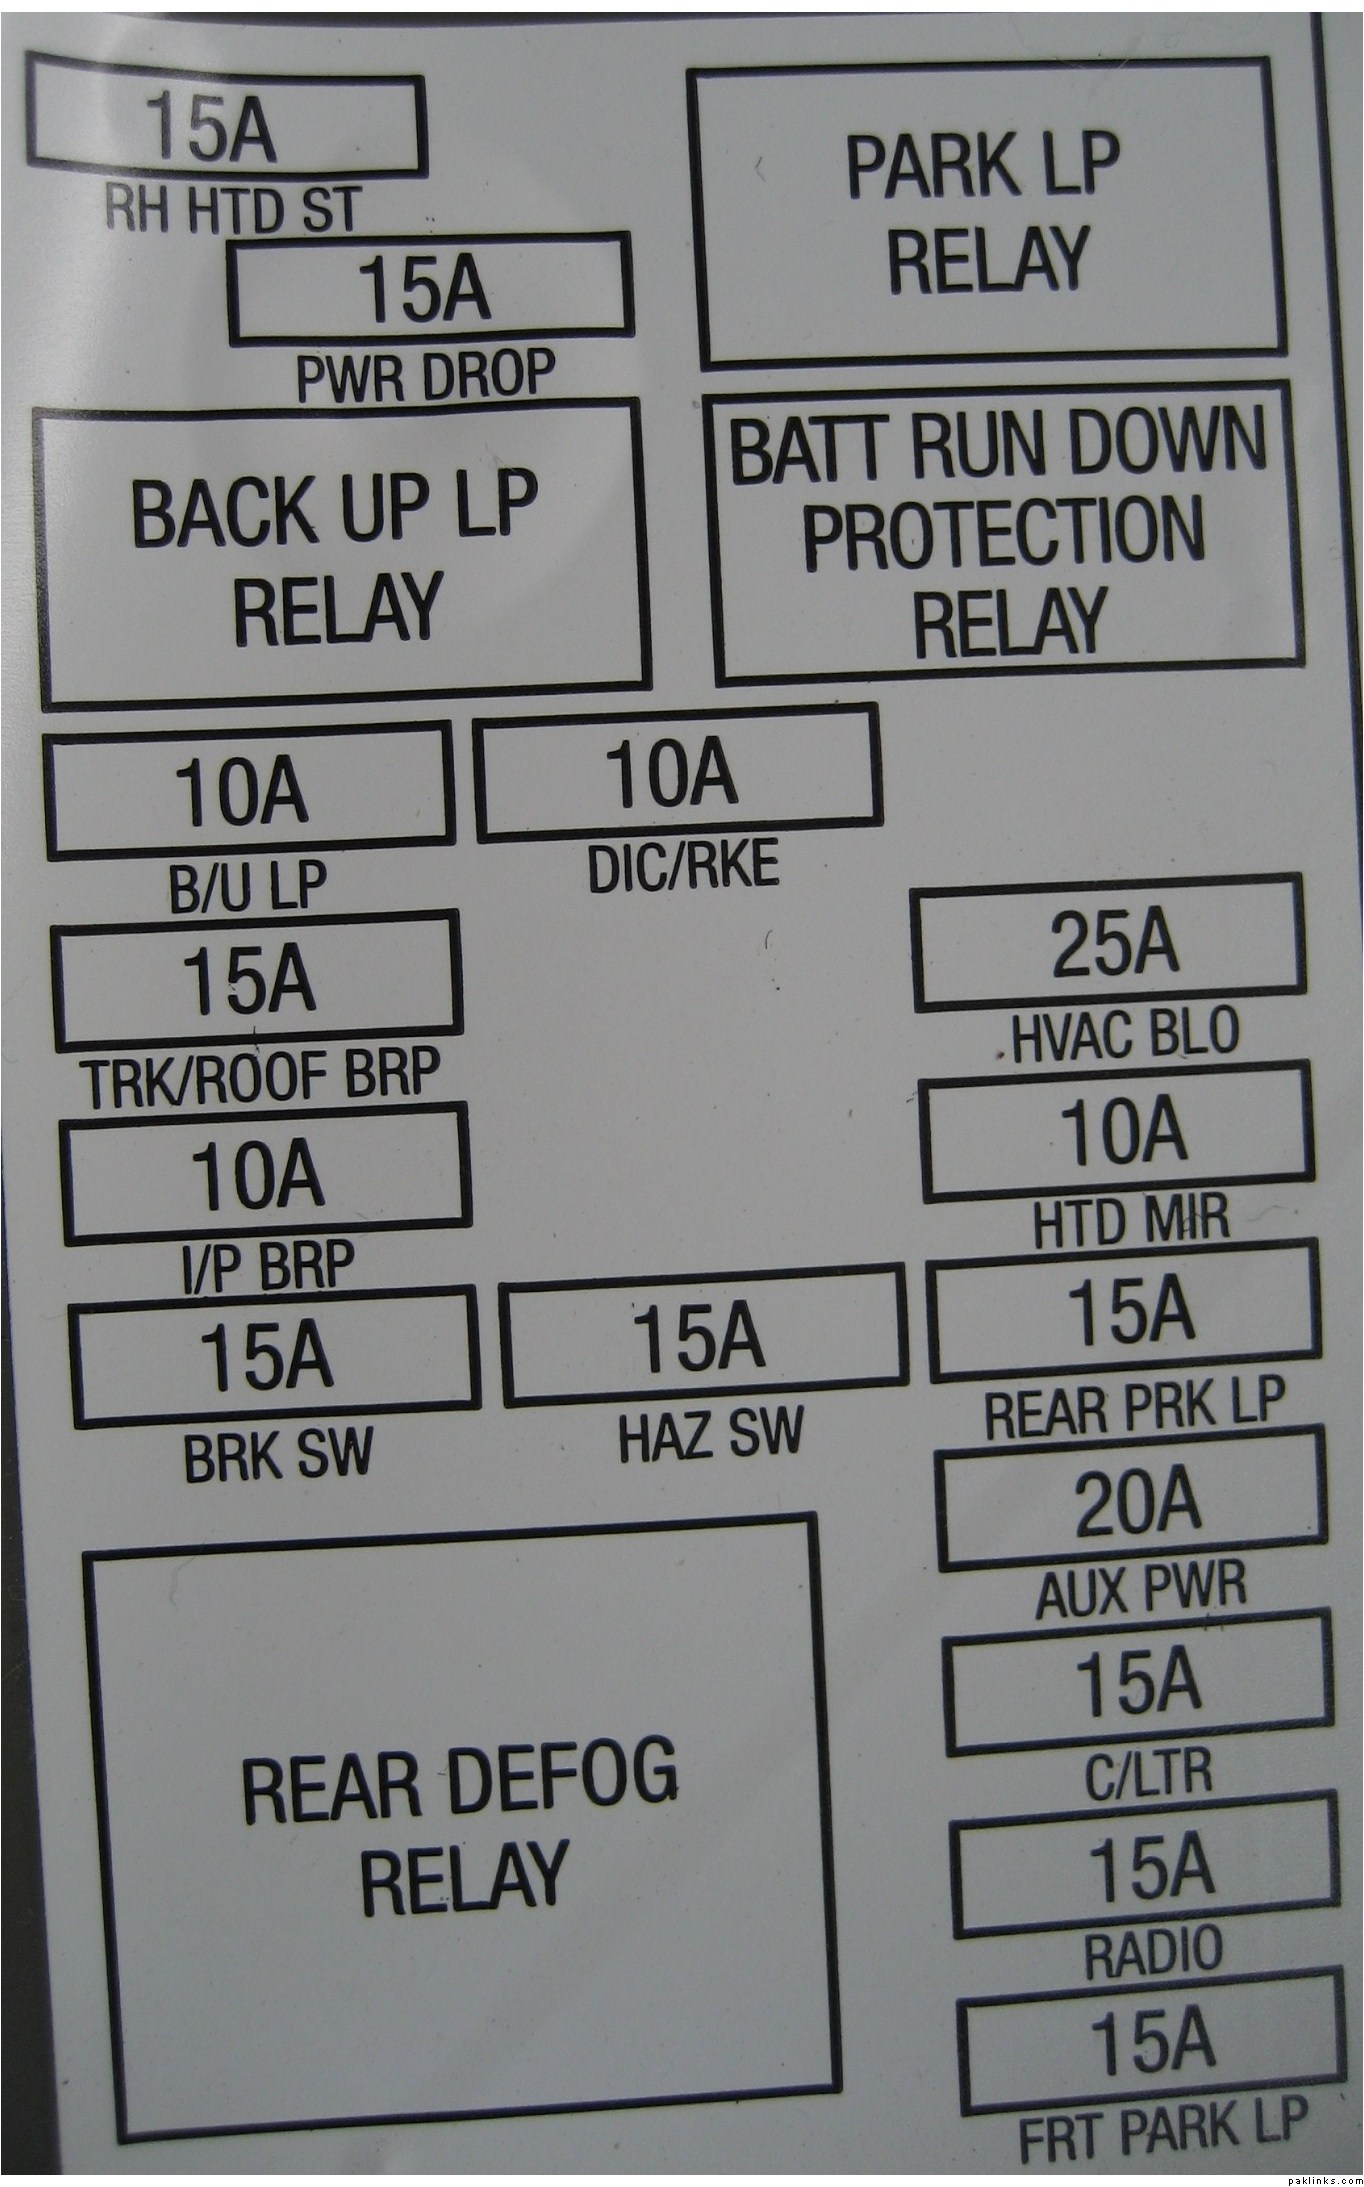 15A
RH HTD ST
15A
PWR DROP
PARK LP
RELAY
BACK UP LP
RELAY
BATT RUN DOWN
PROTECTION
RELAY
10A
B/U LP
10A
DIC/RKE
15A
TRK/ROOF BRP
10A
I/P BRP
15A
BRK SW
15A
HAZ SW
25A
HVAC BLO
10A
HTD MIR
15A
REAR PRK LP
20A
AUX PWR
15A
C/LTR
15A
RADIO
15A
FRT PARK LP
REAR DEFOG
RELAY
paklinks.com